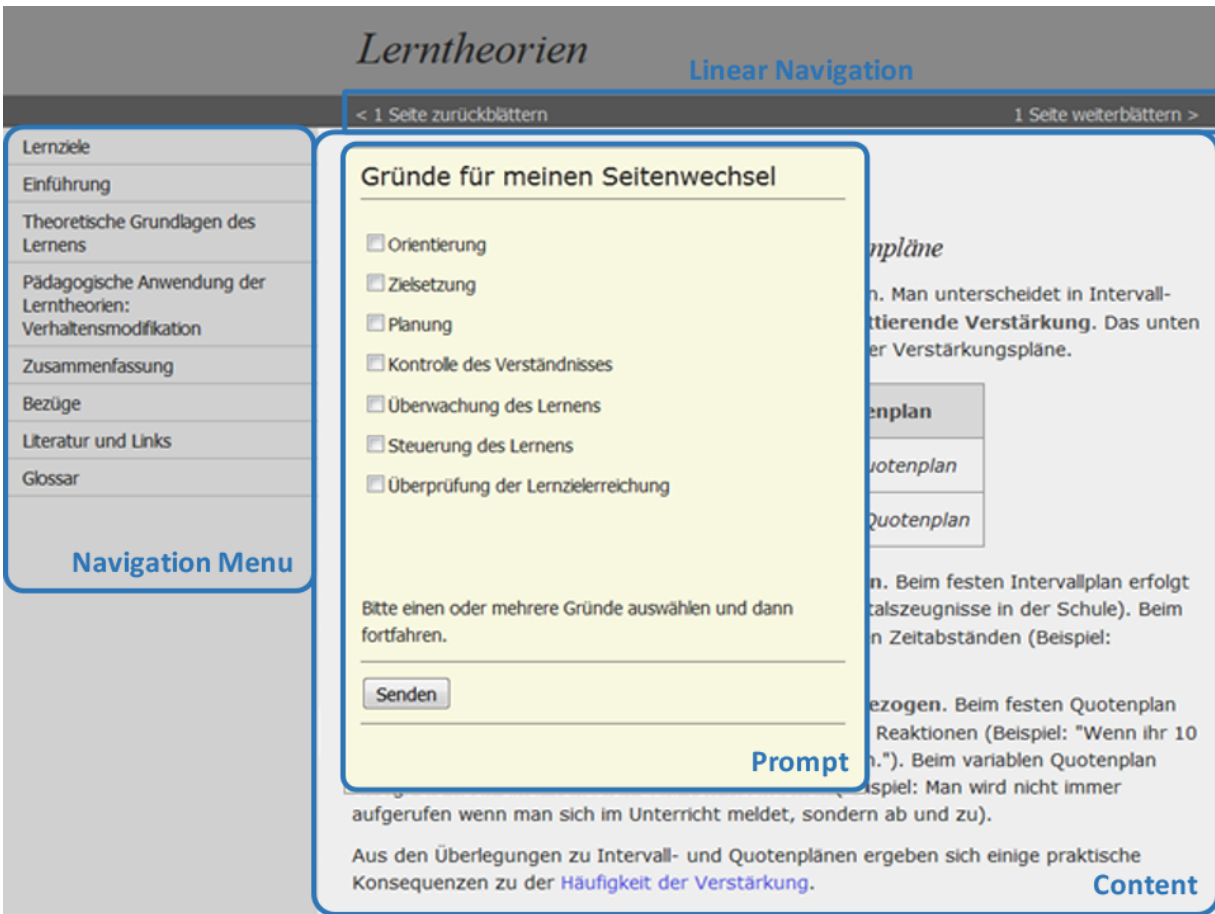 Lerntheorien
Linear Navigation
< 1 Seite zurückblättern
1 Seite weiterblättern >
Lernziele
Einführung
Theoretische Grundlagen des
Lernens
Pädagogische Anwendung der
Lerntheorien:
Verhaltensmodifikation
Zusammenfassung
Bezüge
Literatur und Links
Glossar
Navigation Menu
Gründe für meinen Seitenwechsel
Orientierung
Zielsetzung
Planung
Kontrolle des Verständnisses
Überwachung des Lernens
Steuerung des Lernens
Überprüfung der Lernzielerreichung
Bitte einen oder mehrere Gründe auswählen und dann
fortfahren.
Senden
Prompt
npläne
n. Man unterscheidet in Intervall-
ttierende Verstärkung. Das unten
er Verstärkungspläne.
enplan
uotenplan
Quotenplan
n. Beim festen Intervallplan erfolgt
talszeugnisse in der Schule). Beim
n Zeitabständen (Beispiel:
ezogen. Beim festen Quotenplan
Reaktionen (Beispiel: "Wenn ihr 10
n."). Beim variablen Quotenplan
spiel: Man wird nicht immer
aufgerufen wenn man sich im Unterricht meldet, sondern ab und zu).
Aus den Überlegungen zu Intervall- und Quotenplänen ergeben sich einige praktische
Konsequenzen zu der Häufigkeit der Verstärkung.
Content